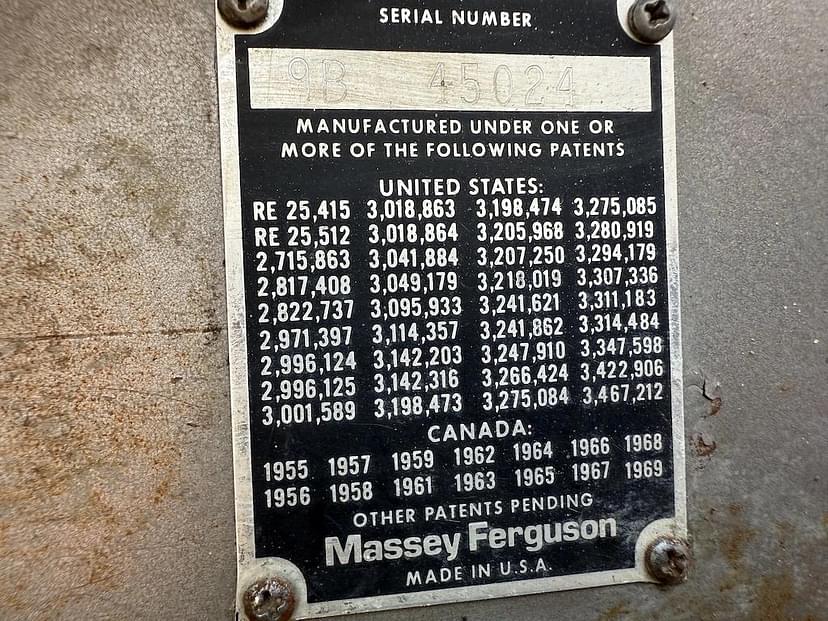 SERIAL NUMBER
9B 45024
MANUFACTURED UNDER ONE OR
MORE OF THE FOLLOWING PATENTS
UNITED STATES:
RE 25,415 3,018,863 3,198,474 3,275,085
RE 25,512 3,018,864 3,205,968 3,280,919
2,715,863 3,041,884 3,207,250 3,294,179
2,817,408 3,049,179 3,218,019 3,307,336
2,822,737 3,095,933 3,241,621 3,311,183
2,971,397 3,114,357 3,241,862 3,314,484
2,996,124 3,142,203 3,247,910 3,347,598
2,996,125 3,142,316 3,266,424 3,422,906
3,001,589 3,198,473 3,275,084 3,467,212
CANADA:
1955 1957 1959 1962 1964 1966 1968
1956 1958 1961 1963 1965 1967 1969
OTHER PATENTS PENDING
Massey Ferguson
MADE IN U.S.A.